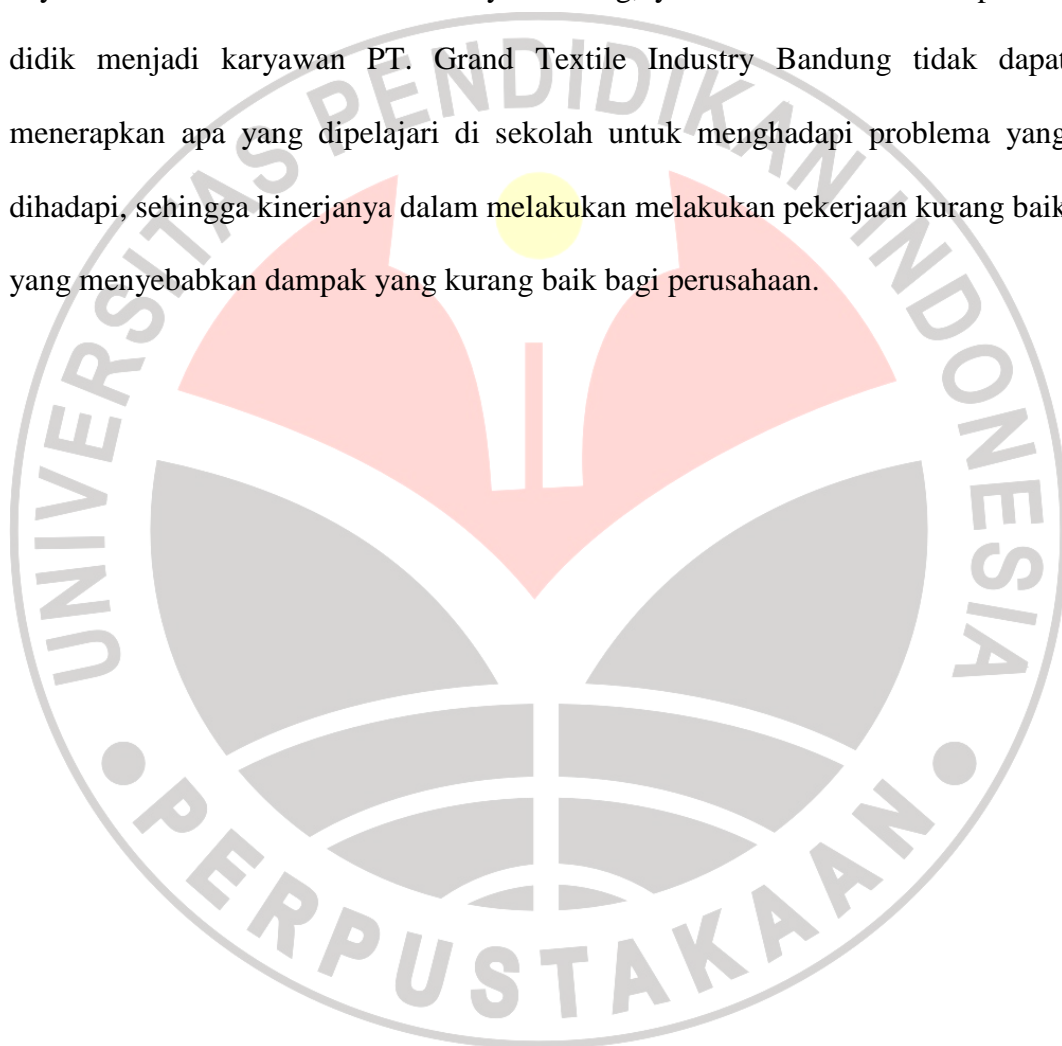 didik menjadi karyawan PT. Grand Textile Industry Bandung tidak dapat
menerapkan apa yang dipelajari di sekolah untuk menghadapi problema yang
dihadapi, sehingga kinerjanya dalam melakukan melakukan pekerjaan kurang baik
yang menyebabkan dampak yang kurang baik bagi perusahaan.
UNIVERSITAS PENDIDIKAN INDONESIA
PERPUSTAKAAN